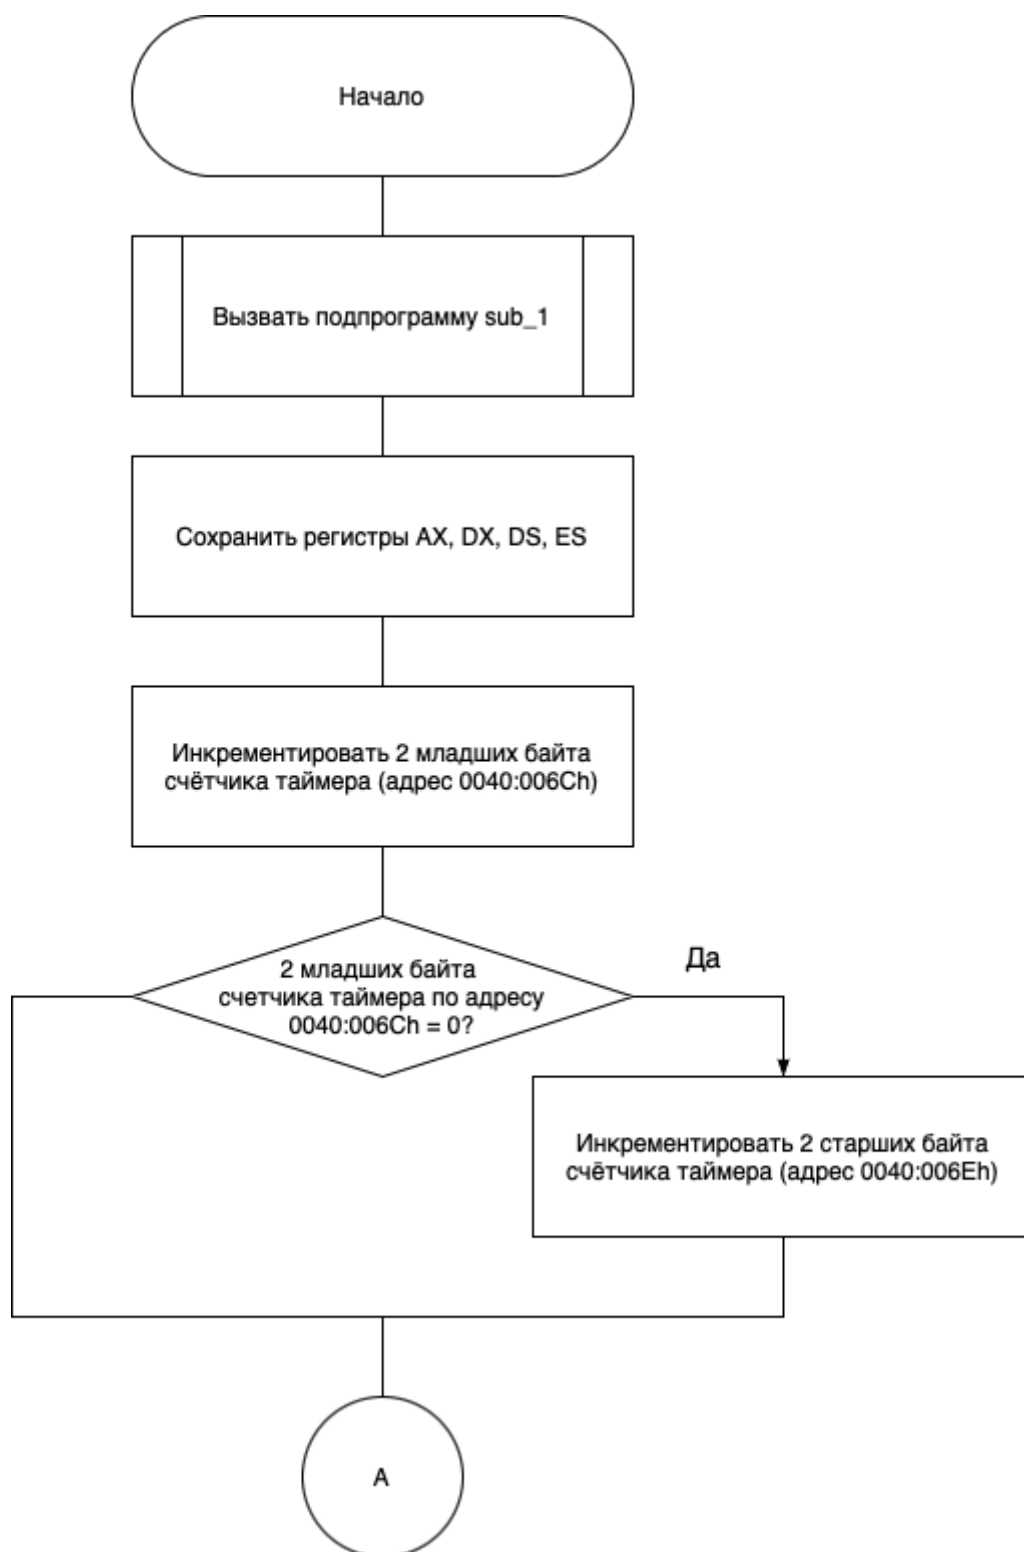 Начало
Вызвать подпрограмму sub_1
Сохранить регистры AX, DX, DS, ES
Инкрементировать 2 младших байта
счётчика таймера (адрес 0040:006Ch)
2 младших байта
счетчика таймера по адресу
0040:006Ch = 0?
Да
Инкрементировать 2 старших байта
счётчика таймера (адрес 0040:006Eh)
A